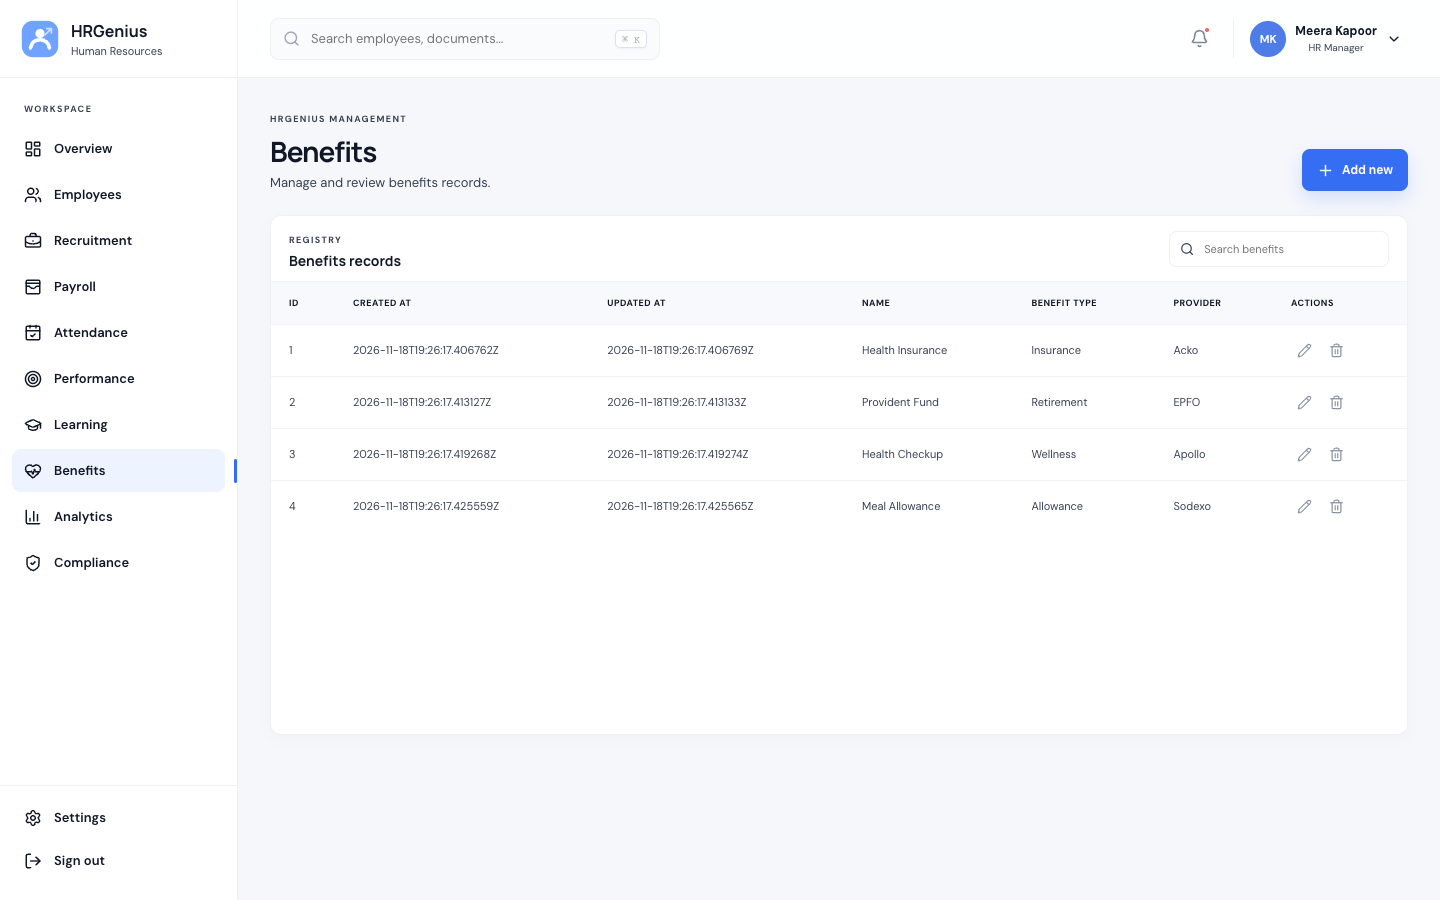 HRGenius
Human Resources
Search employees, documents...
⌘ K
MK
Meera Kapoor
HR Manager
WORKSPACE
Overview
Employees
Recruitment
Payroll
Attendance
Performance
Learning
Benefits
Analytics
Compliance
Settings
Sign out
HRGENIUS MANAGEMENT
Benefits
Manage and review benefits records.
Add new
REGISTRY
Benefits records
Search benefits
ID CREATED AT UPDATED AT NAME BENEFIT TYPE PROVIDER ACTIONS
1 2026-11-18T19:26:17.406762Z 2026-11-18T19:26:17.406769Z Health Insurance Insurance Acko
2 2026-11-18T19:26:17.413127Z 2026-11-18T19:26:17.413133Z Provident Fund Retirement EPFO
3 2026-11-18T19:26:17.419268Z 2026-11-18T19:26:17.419274Z Health Checkup Wellness Apollo
4 2026-11-18T19:26:17.425559Z 2026-11-18T19:26:17.425565Z Meal Allowance Allowance Sodexo